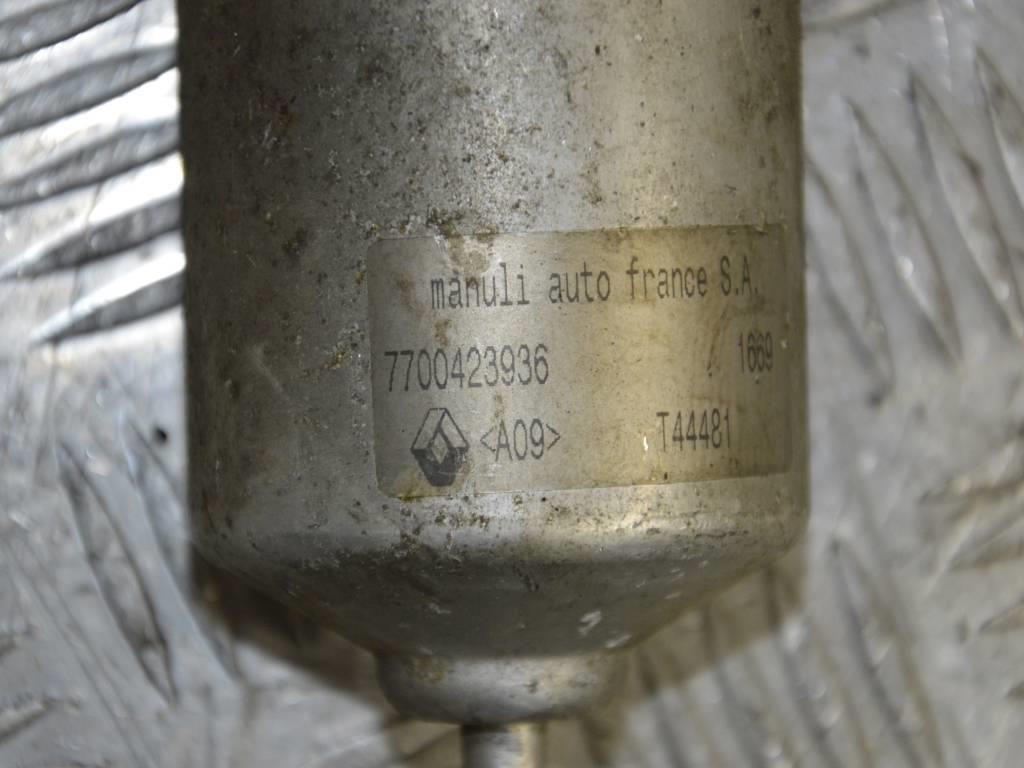 manuli auto france S.A.
7700423936 1669
<A09> T44481